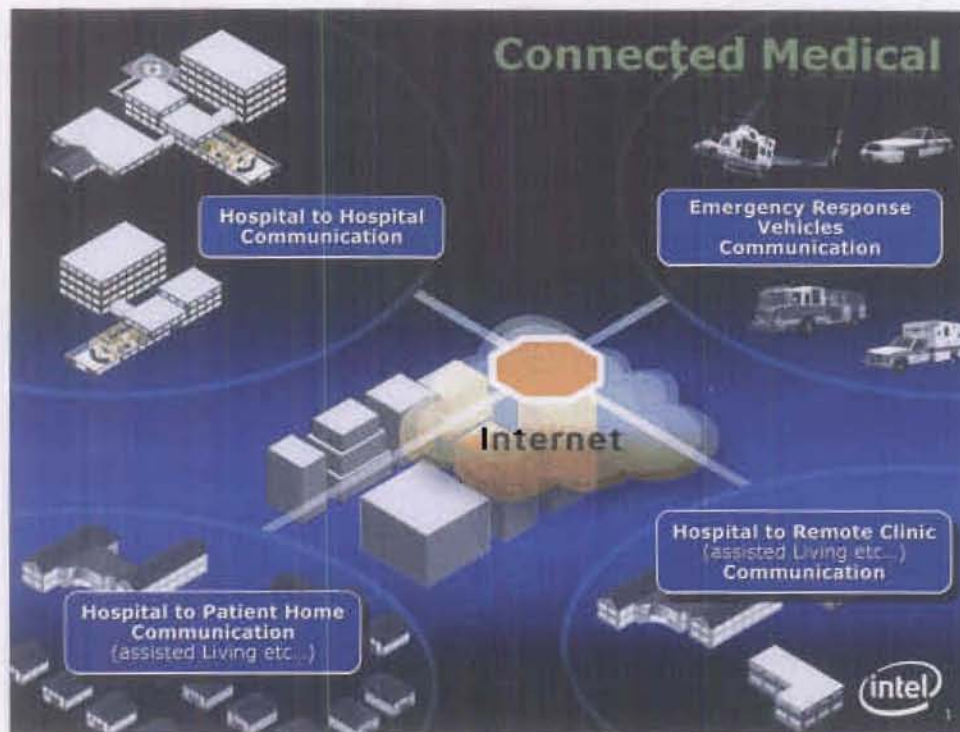 Connected Medical
Hospital to Hospital
Communication
Emergency Response
Vehicles
Communication
Internet
Hospital to Remote Clinic
(assisted Living etc...)
Communication
Hospital to Patient Home
Communication
(assisted Living etc...)
intel
1